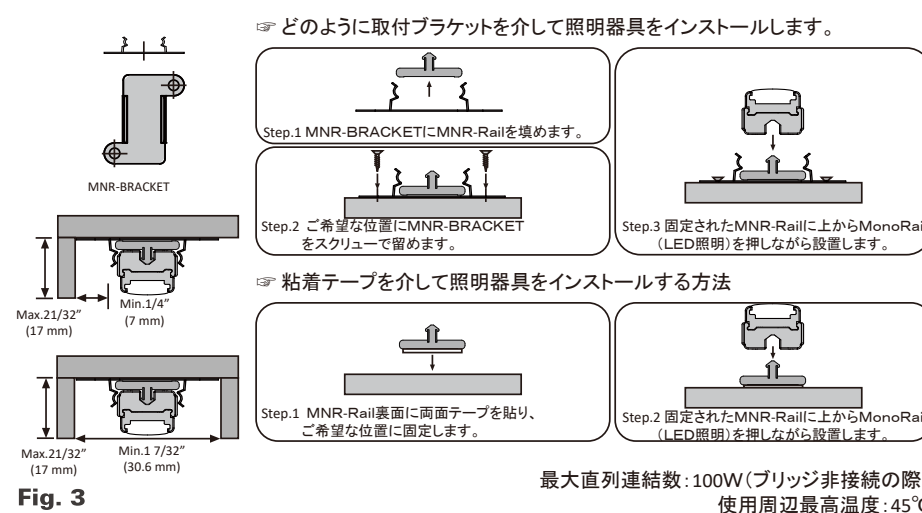 ☞ どのように取付ブラケットを介して照明器具をインストールします。
MNR-BRACKET
Step.1 MNR-BRACKETにMNR-Railを填めます。
Step.2 ご希望な位置にMNR-BRACKET
をスクリューで留めます。
Step.3 固定されたMNR-Railに上からMonoRai
(LED照明)を押しながら設置します。
Max.21/32”
(17 mm)
Min.1/4”
(7 mm)
☞ 粘着テープを介して照明器具をインストールする方法
Step.1 MNR-Rail裏面に両面テープを貼り、
ご希望な位置に固定します。
Step.2 固定されたMNR-Railに上からMonoRai
(LED照明)を押しながら設置します。
Max.21/32”
(17 mm)
Min.1 7/32”
(30.6 mm)
Fig. 3
最大直列連結数:100W(ブリッジ非接続の際
使用周辺最高温度:45℃